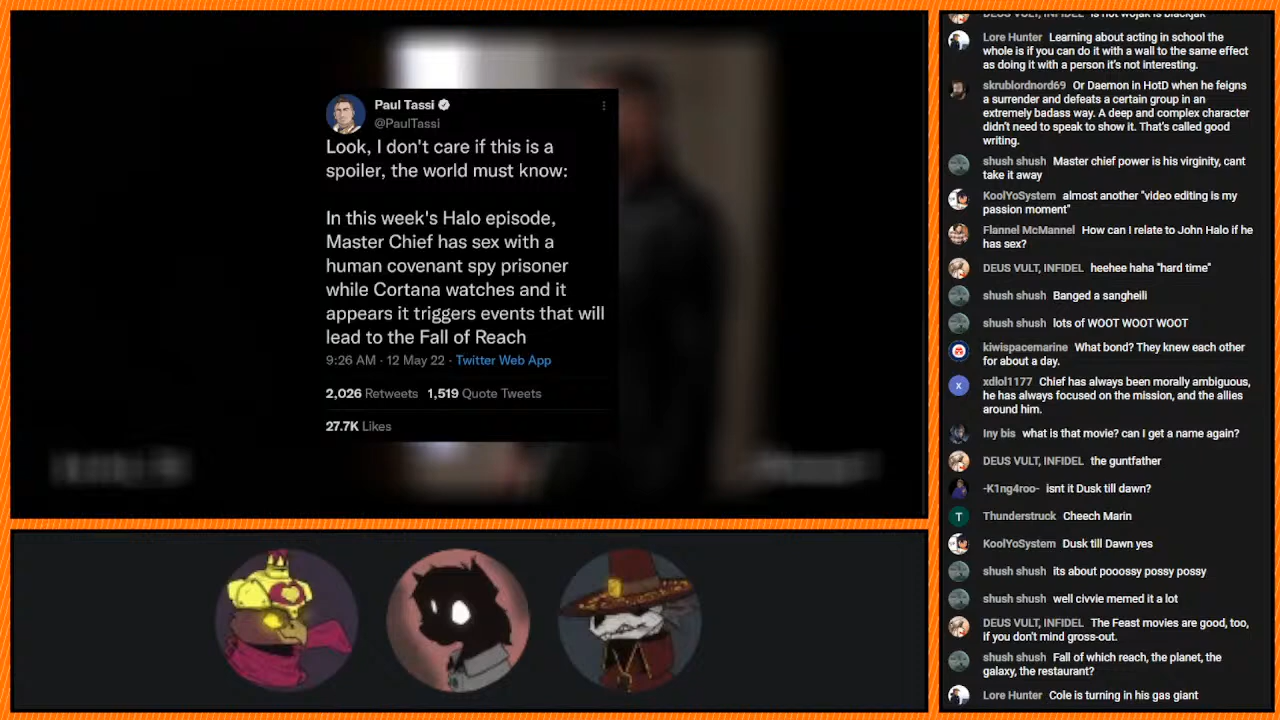 Paul Tassi
@PaulTassi
Look, I don't care if this is a
spoiler, the world must know:
In this week's Halo episode,
Master Chief has sex with a
human covenant spy prisoner
while Cortana watches and it
appears it triggers events that will
lead to the Fall of Reach
9:26 AM · 12 May 22 · Twitter Web App
2,026 Retweets 1,519 Quote Tweets
27.7K Likes
DEUS VULT, INFIDEL is not wojak is blackjak
Lore Hunter Learning about acting in school the
whole is if you can do it with a wall to the same effect
as doing it with a person it's not interesting.
skrublordnord69 Or Daemon in HotD when he feigns
a surrender and defeats a certain group in an
extremely badass way. A deep and complex character
didn't need to speak to show it. That's called good
writing.
shush shush Master chief power is his virginity, cant
take it away
KoolYoSystem almost another "video editing is my
passion moment"
Flannel McMannel How can I relate to John Halo if he
has sex?
DEUS VULT, INFIDEL heehee haha "hard time"
shush shush Banged a sangheili
shush shush lots of WOOT WOOT WOOT
kiwispacemarine What bond? They knew each other
for about a day.
x
xdlol1177 Chief has always been morally ambiguous,
he has always focused on the mission, and the allies
around him.
Iny bis what is that movie? can I get a name again?
DEUS VULT, INFIDEL the guntfather
-K1ng4roo- isnt it Dusk till dawn?
T
Thunderstruck Cheech Marin
KoolYoSystem Dusk till Dawn yes
shush shush its about pooossy possy possy
shush shush well civvie memed it a lot
DEUS VULT, INFIDEL The Feast movies are good, too,
if you don't mind gross-out.
shush shush Fall of which reach, the planet, the
galaxy, the restaurant?
Lore Hunter Cole is turning in his gas giant